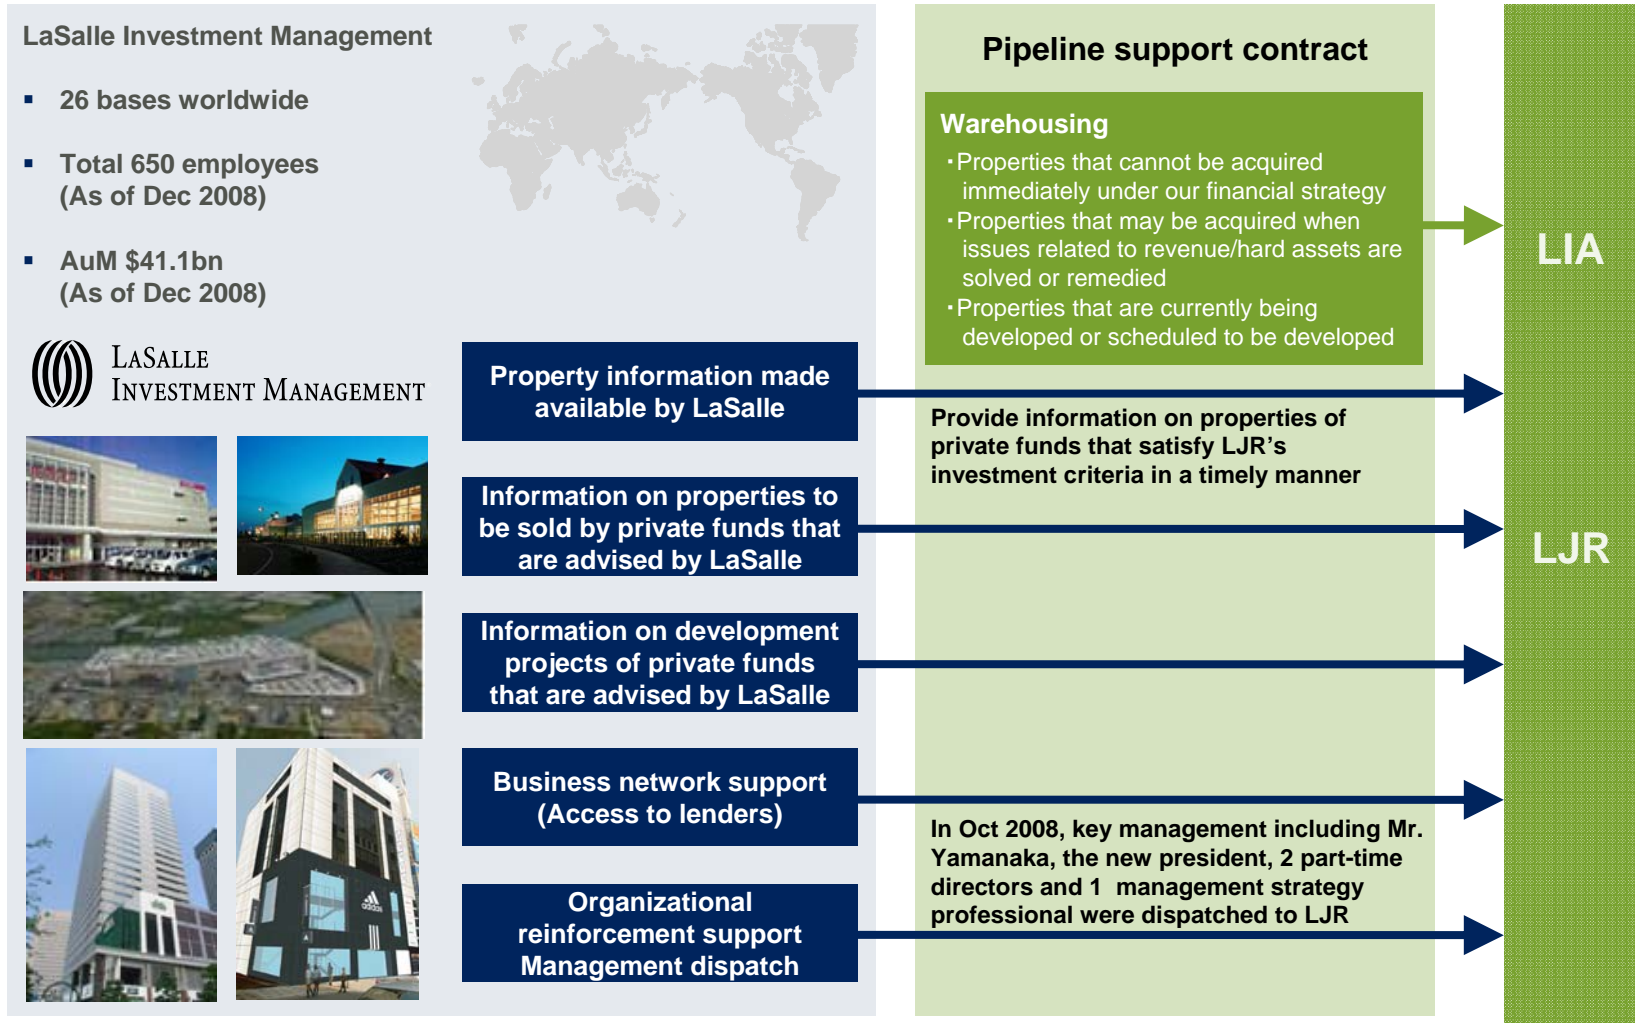 LaSalle Investment Management
▪ 26 bases worldwide
▪ Total 650 employees
(As of Dec 2008)
▪ AuM $41.1bn
(As of Dec 2008)
LASALLE
INVESTMENT MANAGEMENT
adidas
Property information made
available by LaSalle
Information on properties to
be sold by private funds that
are advised by LaSalle
Information on development
projects of private funds
that are advised by LaSalle
Business network support
(Access to lenders)
Organizational
reinforcement support
Management dispatch
Pipeline support contract
Warehousing
・Properties that cannot be acquired
immediately under our financial strategy
・Properties that may be acquired when
issues related to revenue/hard assets are
solved or remedied
・Properties that are currently being
developed or scheduled to be developed
Provide information on properties of
private funds that satisfy LJR's
investment criteria in a timely manner
In Oct 2008, key management including Mr.
Yamanaka, the new president, 2 part-time
directors and 1 management strategy
professional were dispatched to LJR
LIA
LJR